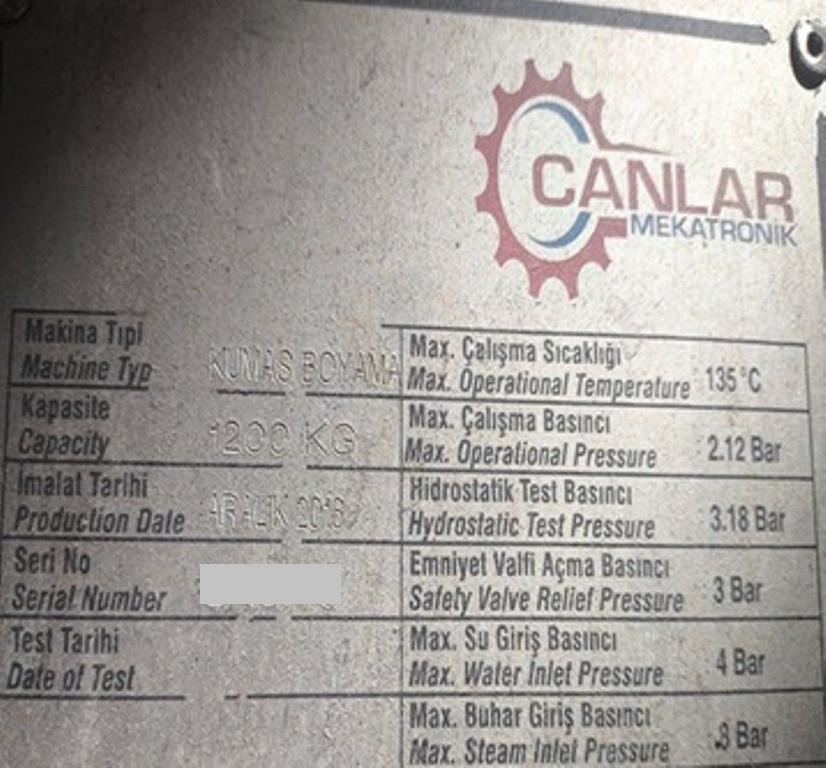 CANLAR
MEKATRONIK
Makina Tıpi
Machine Typ
KUMAS BOYAMA
Kapasite
Capacity
1200 KG
İmalat Tarihi
Production Date
ARALIK
Seri No
Serial Number
Test Tarihi
Date of Test
Max. Çalışma Sıcaklığı
Max. Operational Temperature
135 °C
Max. Çalışma Basıncı
Max. Operational Pressure
2.12 Bar
Hidrostatik Test Basıncı
Hydrostatic Test Pressure
3.18 Bar
Emniyet Valfi Açma Basıncı
Safety Valve Relief Pressure
3 Bar
Max. Su Giriş Basıncı
Max. Water Inlet Pressure
4 Bar
Max. Buhar Giriş Basıncı
Max. Steam Inlet Pressure
Bar